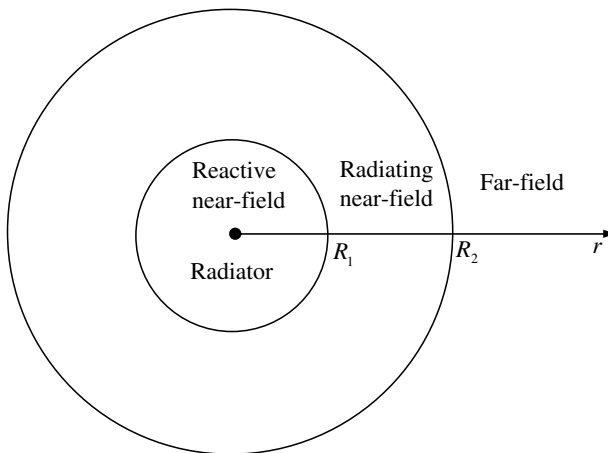 Reactive
near-field
Radiating
near-field
Far-field
R₁
R₂
r
Radiator